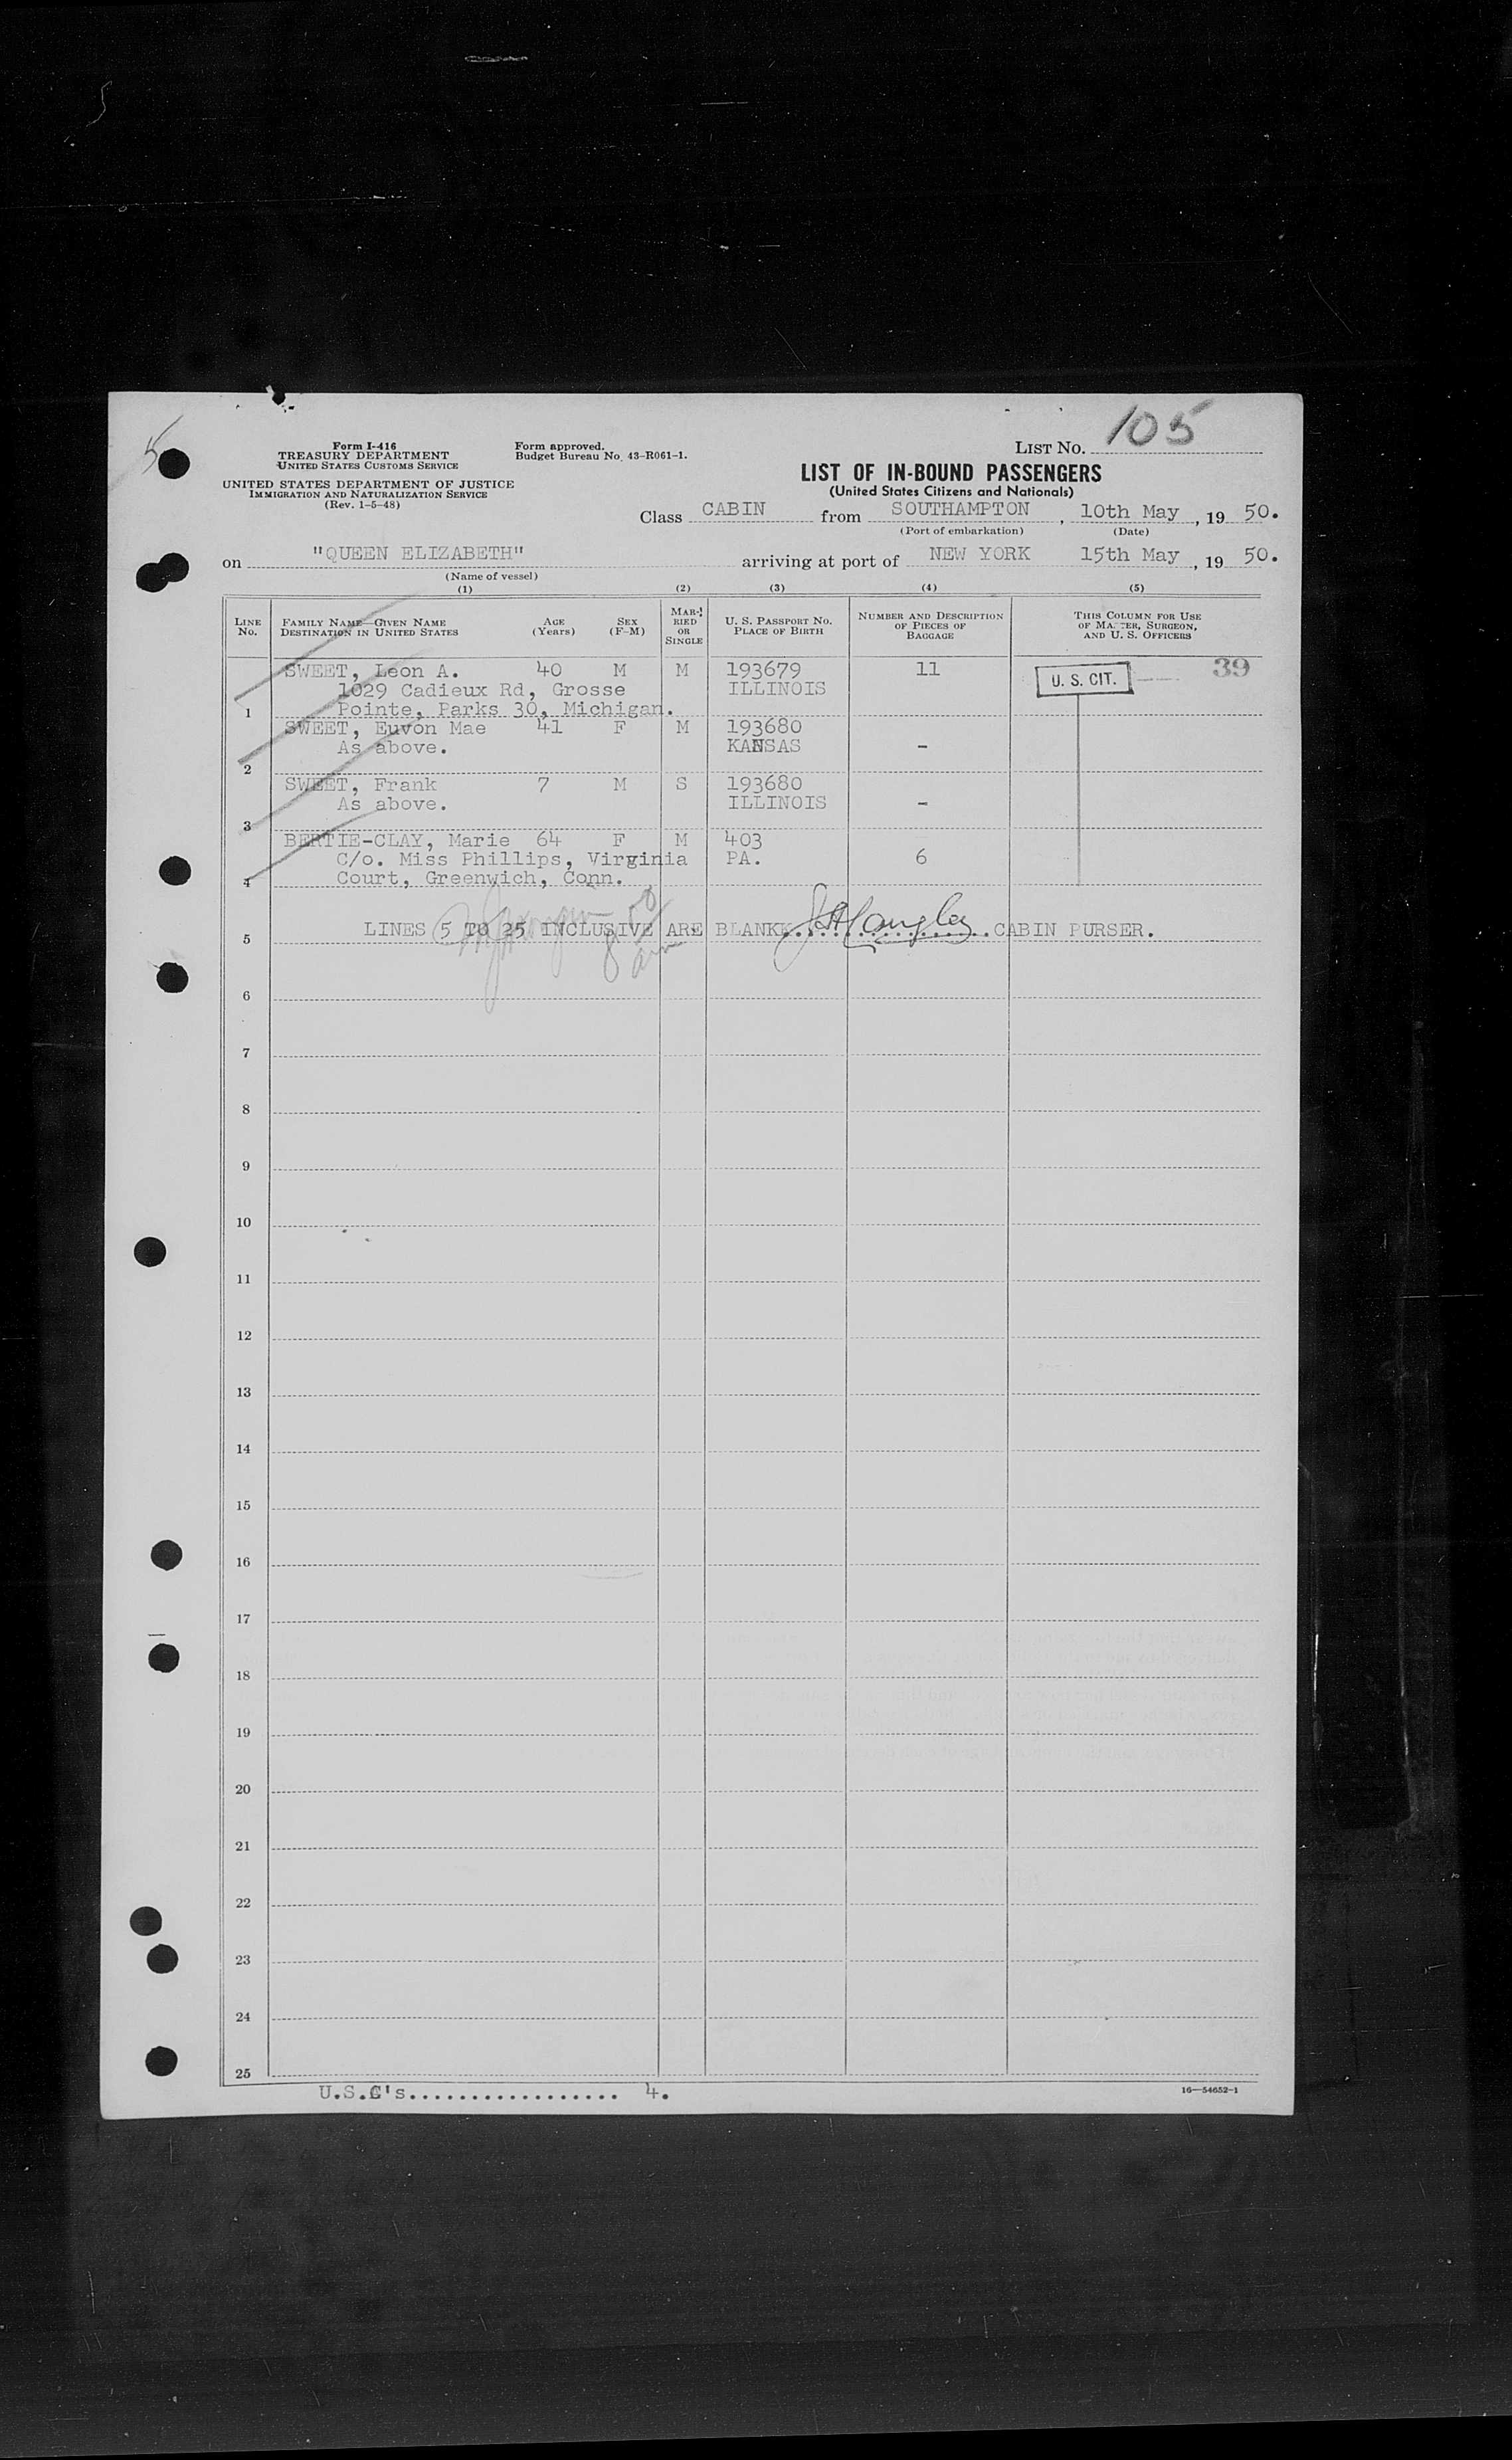 105
LIST No.
Form I-416
TREASURY DEPARTMENT
UNITED STATES CUSTOMS SERVICE
Form approved.
Budget Bureau No. 43-R061-1.
UNITED STATES DEPARTMENT OF JUSTICE
IMMIGRATION AND NATURALIZATION SERVICE
(Rev. 1-5-48)
LIST OF IN-BOUND PASSENGERS
(United States Citizens and Nationals)
Class CABIN from SOUTHAMPTON, 10th May, 19 50.
(Port of embarkation) (Date)
on "QUEEN ELIZABETH" arriving at port of NEW YORK 15th May, 19 50.
(Name of vessel)
(1) (2) (3) (4) (5)
LINE No. FAMILY NAME—GIVEN NAME DESTINATION IN UNITED STATES AGE (Years) SEX (F-M) MARRIED OR SINGLE U. S. PASSPORT No. PLACE OF BIRTH NUMBER AND DESCRIPTION OF PIECES OF BAGGAGE THIS COLUMN FOR USE OF MASTER, SURGEON, AND U. S. OFFICERS
SWEET, Leon A. 40 M M 193679 11 U. S. CIT. 39
1029 Cadieux Rd, Grosse ILLINOIS
1 Pointe, Parks 30, Michigan.
SWEET, Euvon Mae 41 F M 193680
As above. KANSAS -
2
SWEET, Frank 7 M S 193680
As above. ILLINOIS -
3
BERTIE-CLAY, Marie 64 F M 403
C/o. Miss Phillips, Virginia PA. 6
4 Court, Greenwich, Conn.
5 LINES 5 TO 25 INCLUSIVE ARE BLANK CABIN PURSER.
6
7
8
9
10
11
12
13
14
15
16
17
18
19
20
21
22
23
24
25
U.S.C's.................. 4.
16—54652-1